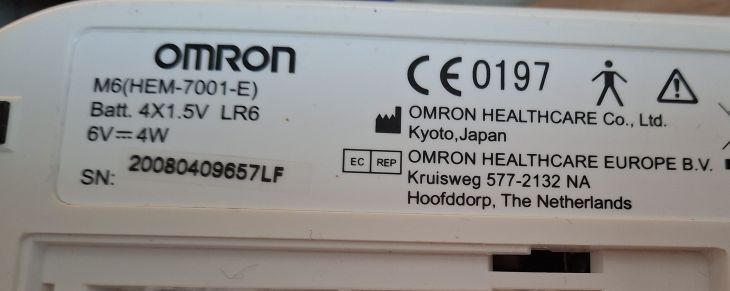 OMRON
M6(HEM-7001-E)
Batt. 4X1.5V LR6
6V⎓4W
SN: 20080409657LF
CE 0197
OMRON HEALTHCARE Co., Ltd.
Kyoto,Japan
EC REP OMRON HEALTHCARE EUROPE B.V.
Kruisweg 577-2132 NA
Hoofddorp, The Netherlands